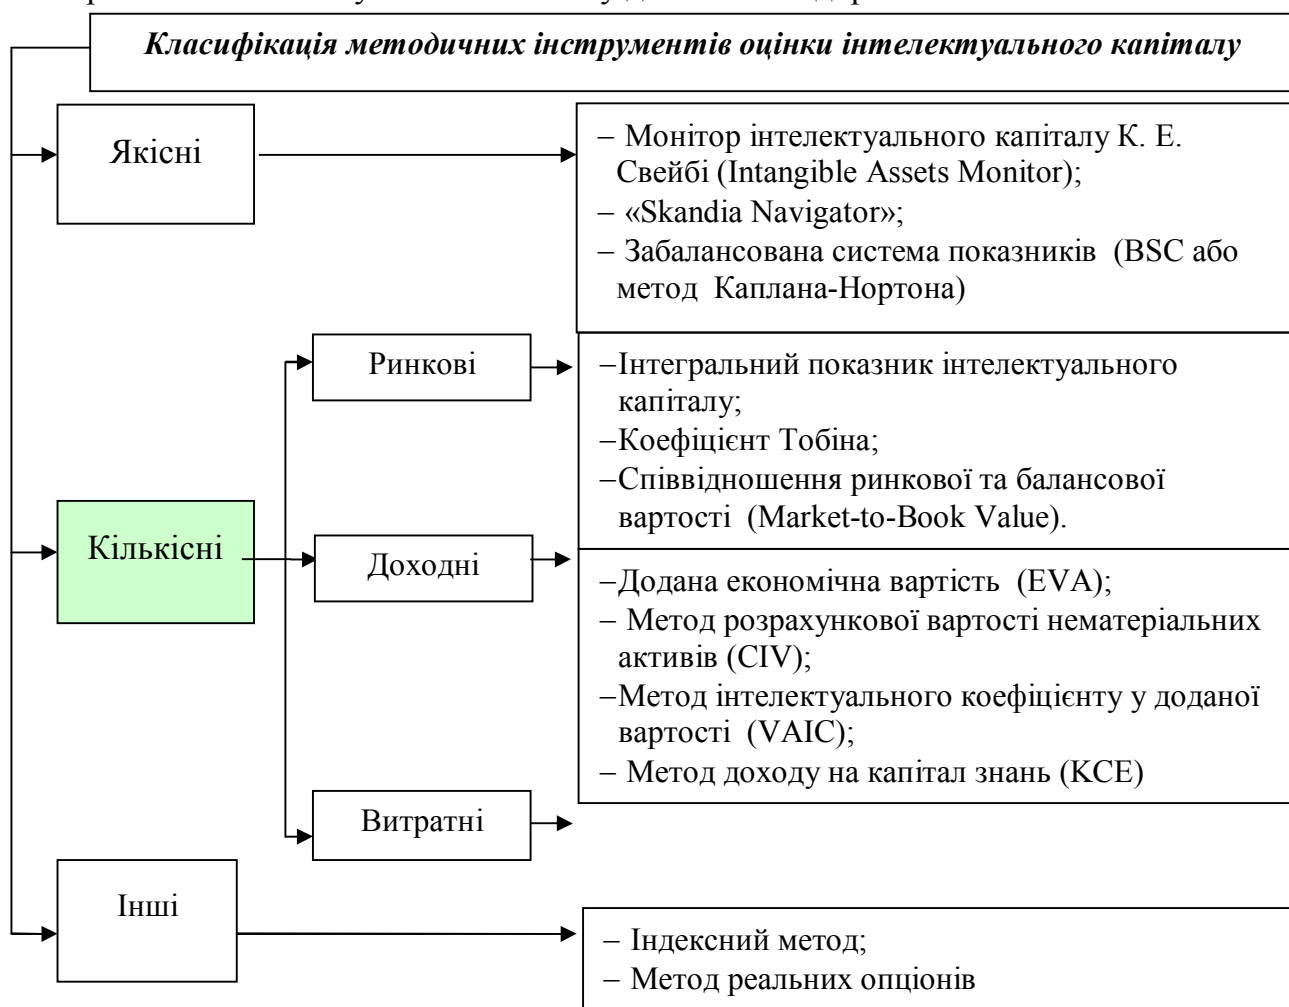 Класифікація методичних інструментів оцінки інтелектуального капіталу
Якісні
– Монітор інтелектуального капіталу К. Е.
Свейбі (Intangible Assets Monitor);
– «Skandia Navigator»;
– Забалансована система показників (BSC або
метод Каплана-Нортона)
Кількісні
Ринкові
–Інтегральний показник інтелектуального
капіталу;
–Коефіцієнт Тобіна;
–Співвідношення ринкової та балансової
вартості (Market-to-Book Value).
Доходні
–Додана економічна вартість (EVA);
– Метод розрахункової вартості нематеріальних
активів (CIV);
–Метод інтелектуального коефіцієнту у доданої
вартості (VAIC);
– Метод доходу на капітал знань (KCE)
Витратні
Інші
– Індексний метод;
– Метод реальних опціонів